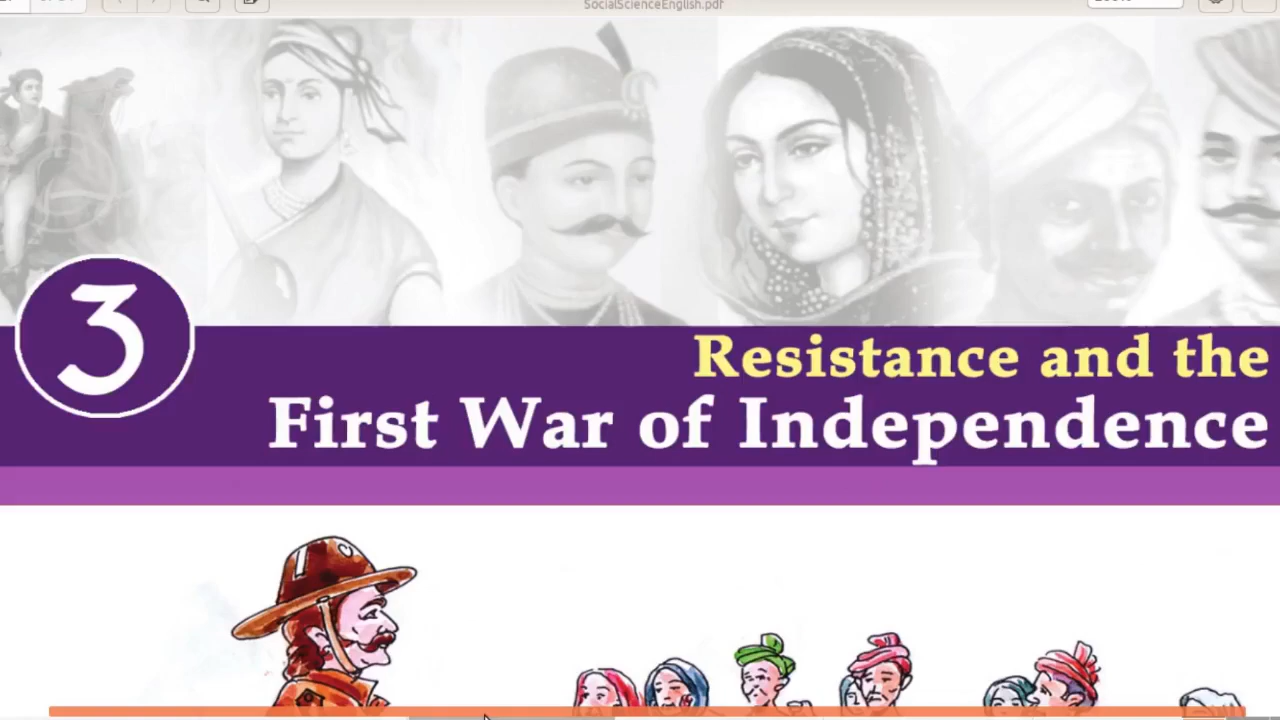 SocialScienceEnglish.pdf
3
Resistance and the
First War of Independence